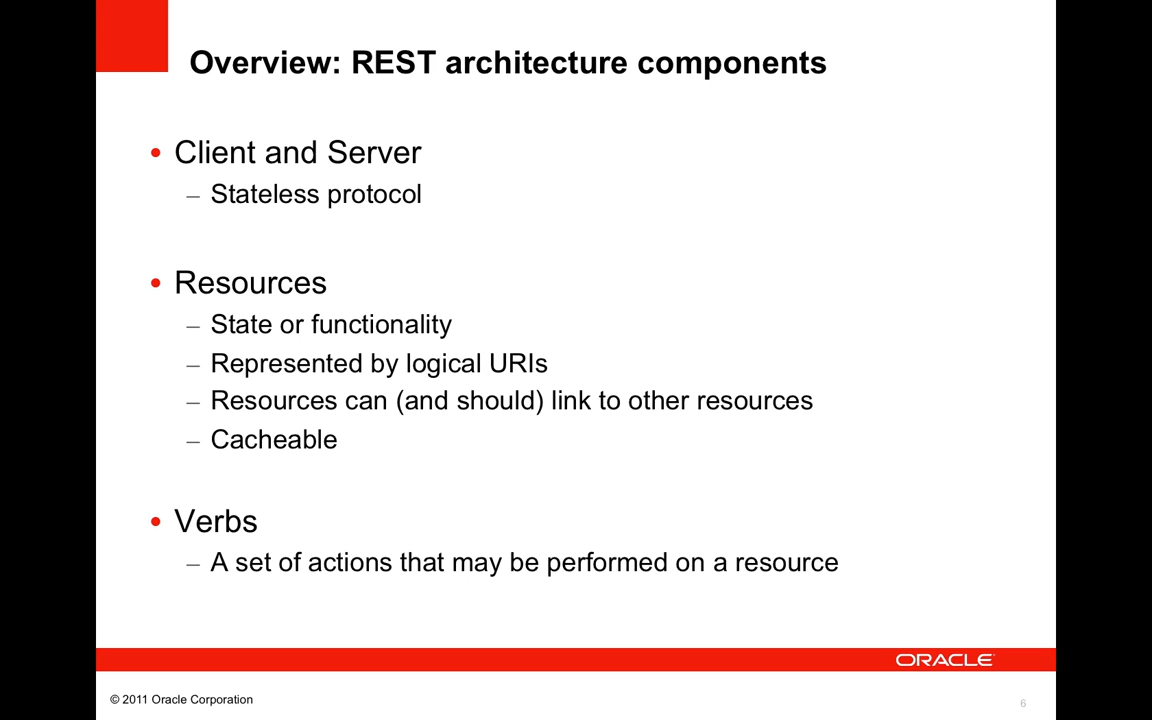 Overview: REST architecture components
• Client and Server
– Stateless protocol
• Resources
– State or functionality
– Represented by logical URIs
– Resources can (and should) link to other resources
– Cacheable
• Verbs
– A set of actions that may be performed on a resource
ORACLE
© 2011 Oracle Corporation
6